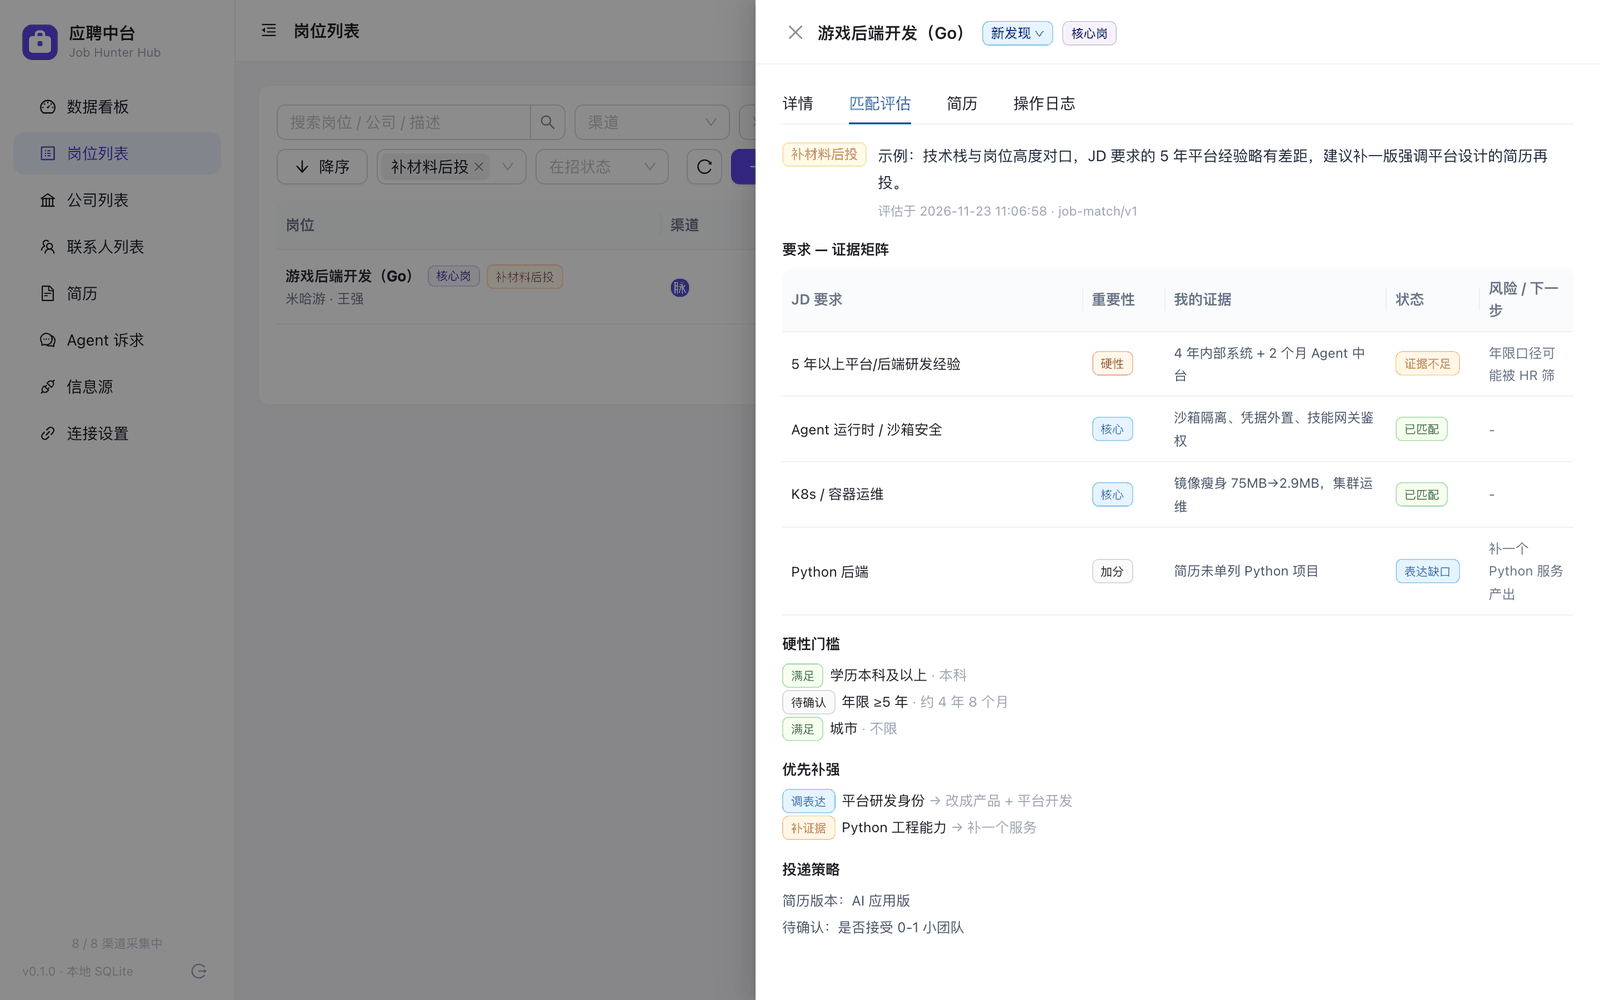 应聘中台
Job Hunter Hub
数据看板
岗位列表
公司列表
联系人列表
简历
Agent 诉求
信息源
连接设置
8 / 8 渠道采集中
v0.1.0 · 本地 SQLite
岗位列表
搜索岗位 / 公司 / 描述
渠道
降序
补材料后投
在招状态
岗位
渠道
游戏后端开发（Go） 核心岗 补材料后投
米哈游 · 王强
脉
游戏后端开发（Go） 新发现 核心岗
详情 匹配评估 简历 操作日志
补材料后投 示例：技术栈与岗位高度对口，JD 要求的 5 年平台经验略有差距，建议补一版强调平台设计的简历再
投。
评估于 2026-11-23 11:06:58 · job-match/v1
要求 — 证据矩阵
JD 要求 重要性 我的证据 状态 风险 / 下一
步
5 年以上平台/后端研发经验 硬性 4 年内部系统 + 2 个月 Agent 中
台 证据不足 年限口径可
能被 HR 筛
Agent 运行时 / 沙箱安全 核心 沙箱隔离、凭据外置、技能网关鉴
权 已匹配 -
K8s / 容器运维 核心 镜像瘦身 75MB→2.9MB，集群运
维 已匹配 -
Python 后端 加分 简历未单列 Python 项目 表达缺口 补一个
Python 服务
产出
硬性门槛
满足 学历本科及以上 · 本科
待确认 年限 ≥5 年 · 约 4 年 8 个月
满足 城市 · 不限
优先补强
调表达 平台研发身份 → 改成产品 + 平台开发
补证据 Python 工程能力 → 补一个服务
投递策略
简历版本：AI 应用版
待确认：是否接受 0-1 小团队